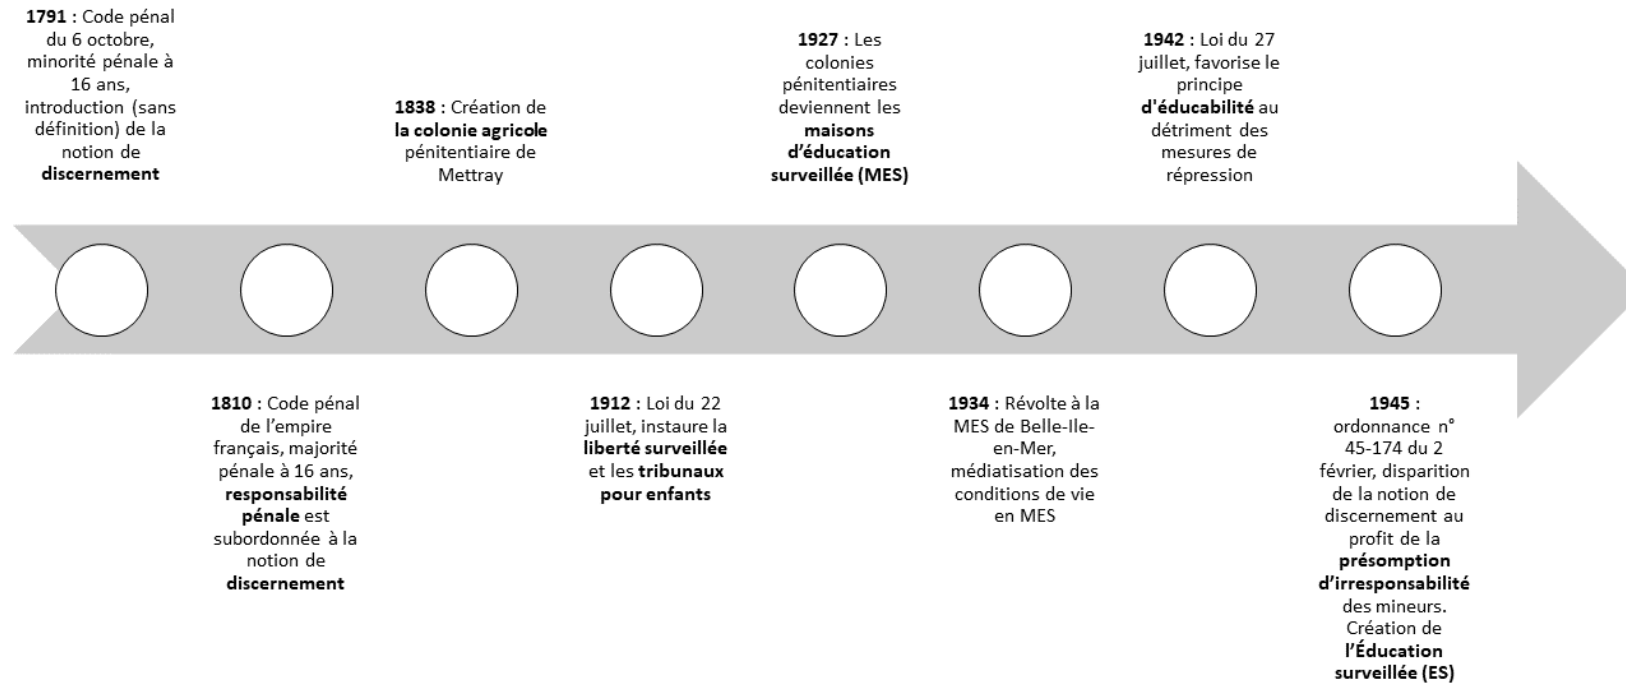 1791 : Code pénal
du 6 octobre,
minorité pénale à
16 ans,
introduction (sans
définition) de la
notion de
discernement
1810 : Code pénal
de l’empire
français, majorité
pénale à 16 ans,
responsabilité
pénale est
subordonnée à la
notion de
discernement
1838 : Création de
la colonie agricole
pénitentiaire de
Mettray
1912 : Loi du 22
juillet, instaure la
liberté surveillée
et les tribunaux
pour enfants
1927 : Les
colonies
pénitentiaires
deviennent les
maisons
d’éducation
surveillée (MES)
1934 : Révolte à la
MES de Belle-Ile-
en-Mer,
médiatisation des
conditions de vie
en MES
1942 : Loi du 27
juillet, favorise le
principe
d'éducabilité au
détriment des
mesures de
répression
1945 :
ordonnance n°
45-174 du 2
février, disparition
de la notion de
discernement au
profit de la
présomption
d’irresponsabilité
des mineurs.
Création de
l’Éducation
surveillée (ES)